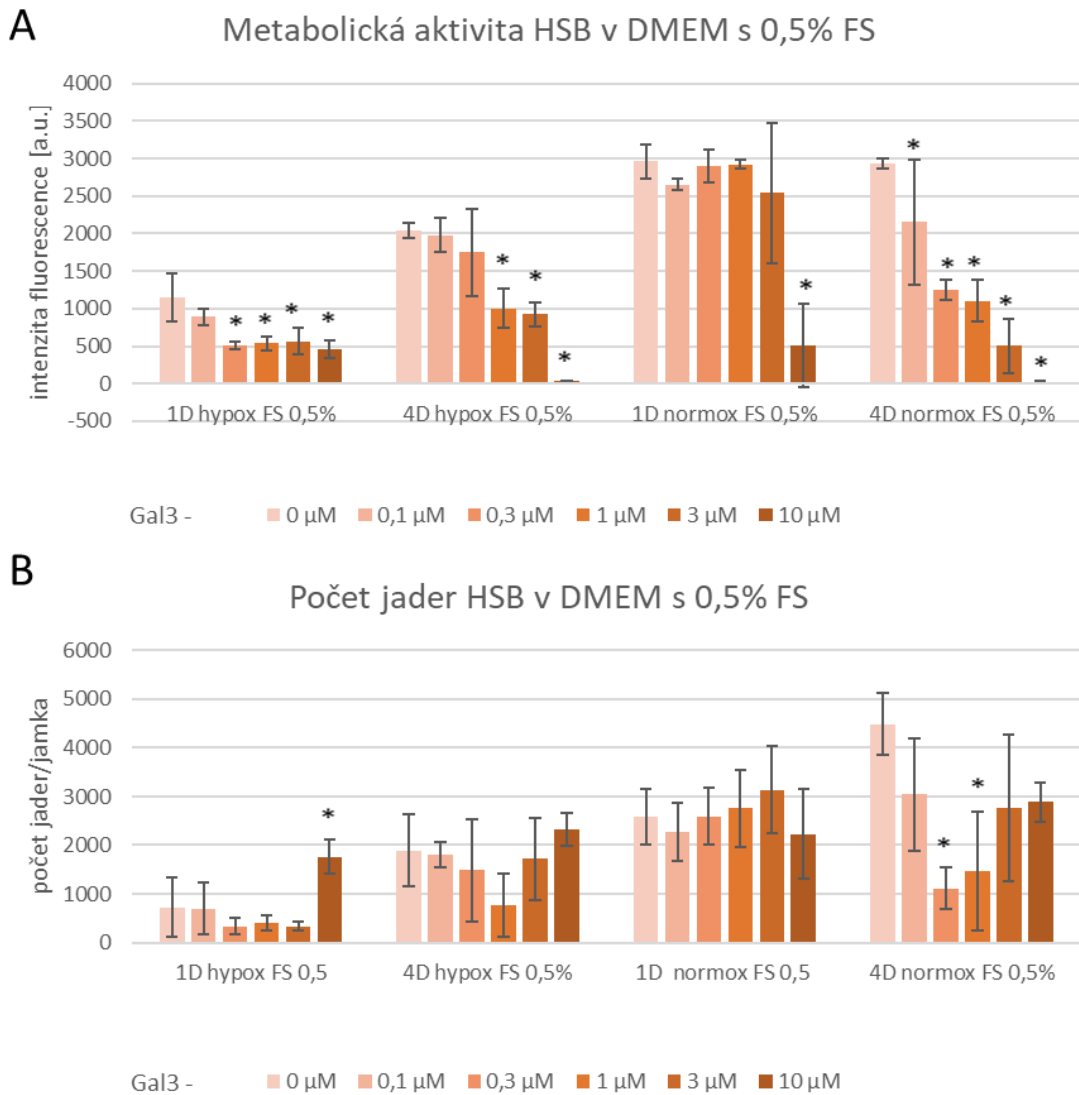 A
Metabolická aktivita HSB v DMEM s 0,5% FS
intenzita fluorescence [a.u.]
4000
3500
3000
2500
2000
1500
1000
500
0
-500
* * * *
* * *
*
* * * * *
1D hypox FS 0,5%
4D hypox FS 0,5%
1D normox FS 0,5%
4D normox FS 0,5%
Gal3 -
0 µM
0,1 µM
0,3 µM
1 µM
3 µM
10 µM
B
Počet jader HSB v DMEM s 0,5% FS
počet jader/jamka
6000
5000
4000
3000
2000
1000
0
*
* *
1D hypox FS 0,5
4D hypox FS 0,5%
1D normox FS 0,5
4D normox FS 0,5%
Gal3 -
0 µM
0,1 µM
0,3 µM
1 µM
3 µM
10 µM